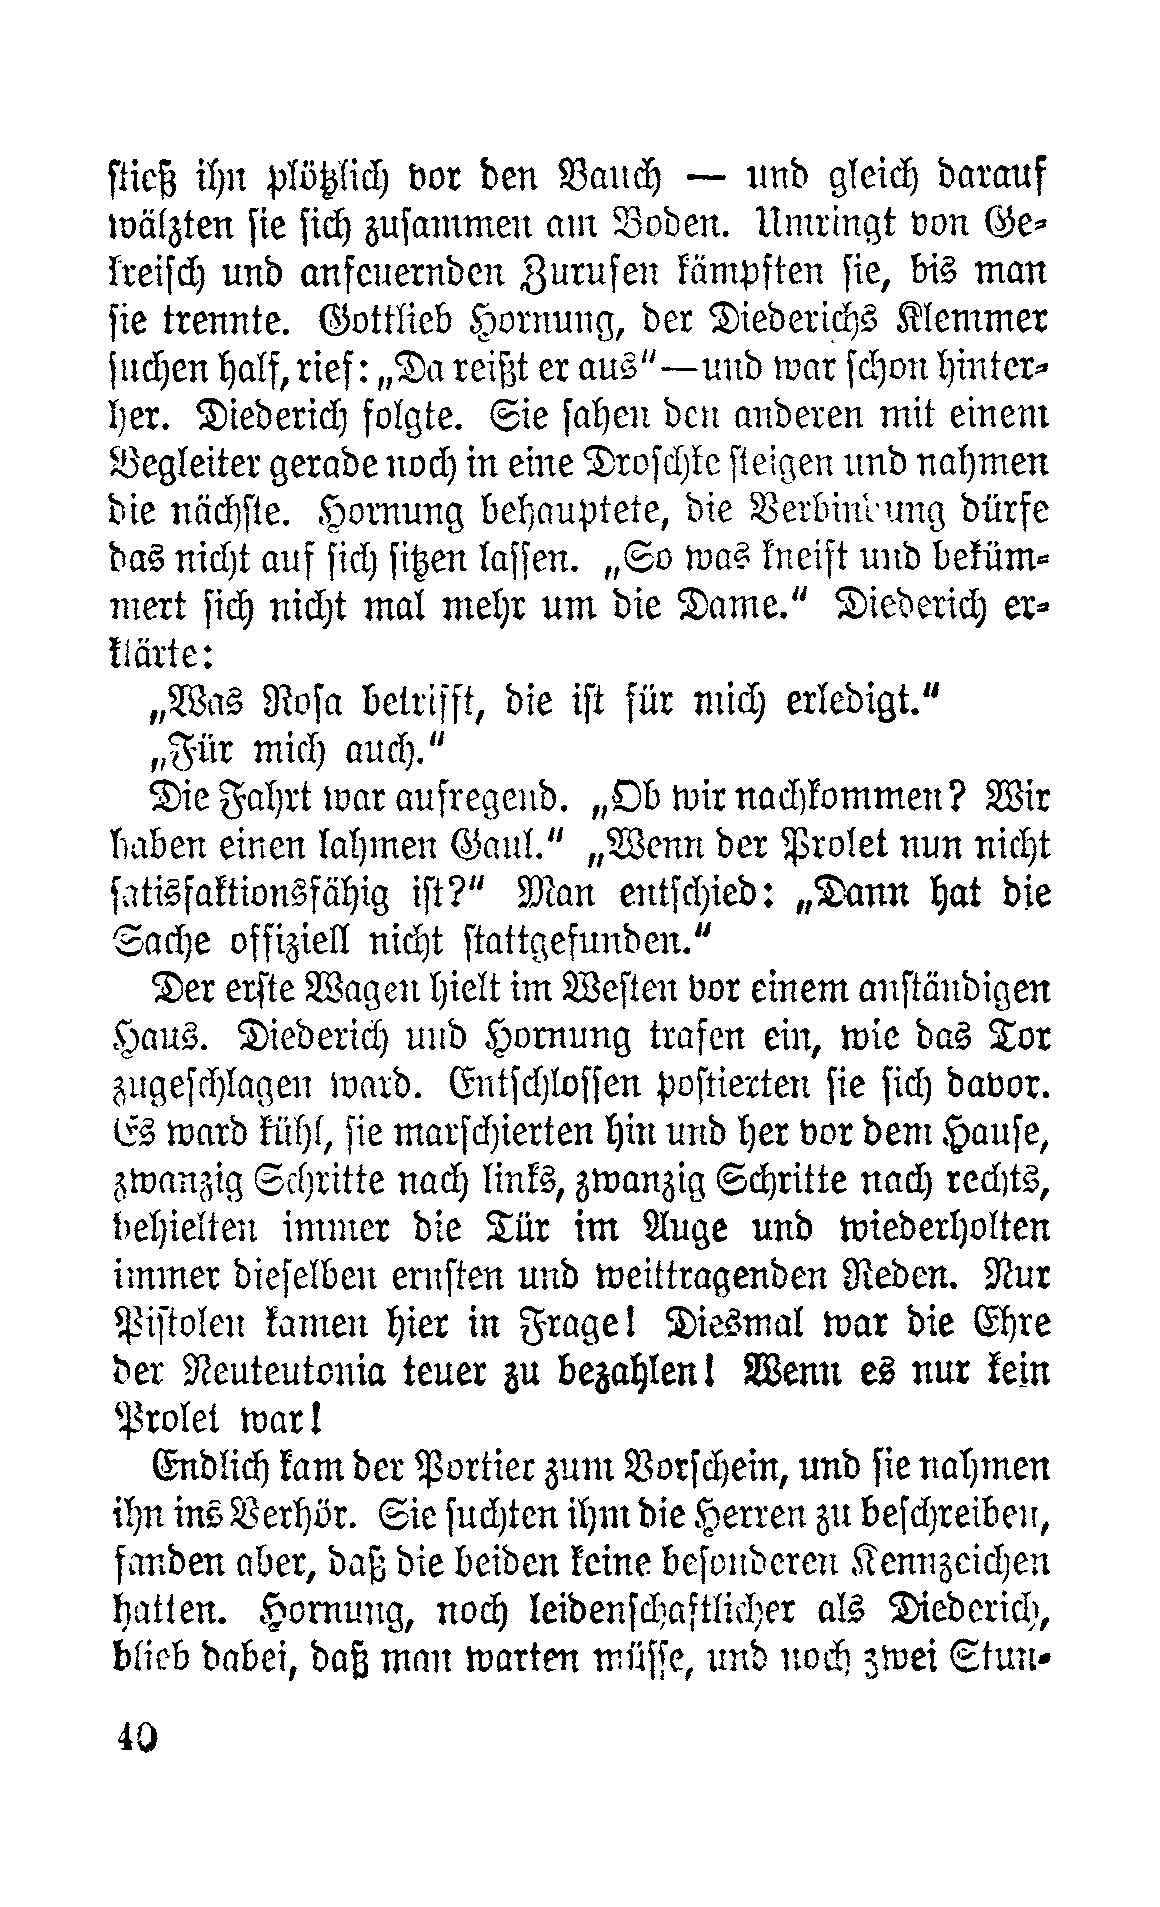 stieß ihn plötzlich vor den Bauch — und gleich darauf
wälzten sie sich zusammen am Boden. Umringt von Ge-
kreisch und anfeuernden Zurufen kämpften sie, bis man
sie trennte. Gottlieb Hornung, der Diederichs Klemmer
suchen half, rief: „Da reißt er aus“—und war schon hinter-
her. Diederich folgte. Sie sahen den anderen mit einem
Begleiter gerade noch in eine Droschke steigen und nahmen
die nächste. Hornung behauptete, die Verbindung dürfe
das nicht auf sich sitzen lassen. „So was kneift und beküm-
mert sich nicht mal mehr um die Dame.“ Diederich er-
klärte:
„Was Rosa betrifft, die ist für mich erledigt.“
„Für mich auch.“
Die Fahrt war aufregend. „Ob wir nachkommen? Wir
haben einen lahmen Gaul.“ „Wenn der Prolet nun nicht
satisfaktionsfähig ist?“ Man entschied: „Dann hat die
Sache offiziell nicht stattgefunden.“
Der erste Wagen hielt im Westen vor einem anständigen
Haus. Diederich und Hornung trafen ein, wie das Tor
zugeschlagen ward. Entschlossen postierten sie sich davor.
Es ward kühl, sie marschierten hin und her vor dem Hause,
zwanzig Schritte nach links, zwanzig Schritte nach rechts,
behielten immer die Tür im Auge und wiederholten
immer dieselben ernsten und weittragenden Reden. Nur
Pistolen kamen hier in Frage! Diesmal war die Ehre
der Neuteutonia teuer zu bezahlen! Wenn es nur kein
Prolet war!
Endlich kam der Portier zum Vorschein, und sie nahmen
ihn ins Verhör. Sie suchten ihm die Herren zu beschreiben,
fanden aber, daß die beiden keine besonderen Kennzeichen
hatten. Hornung, noch leidenschaftlicher als Diederich,
blieb dabei, daß man warten müsse, und noch zwei Stun-
40